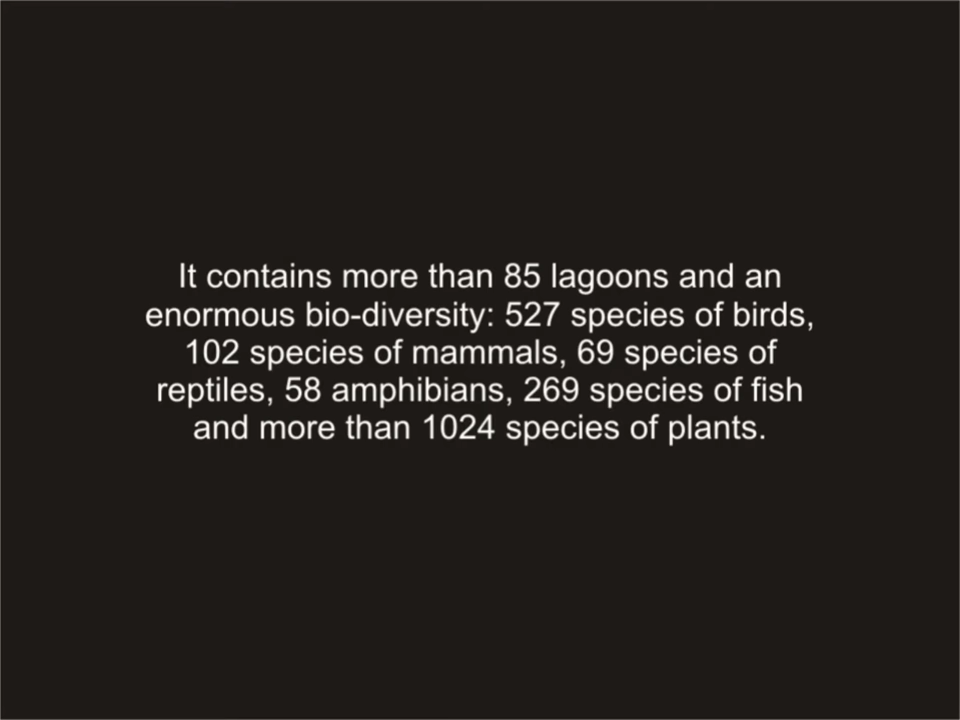 It contains more than 85 lagoons and an
enormous bio-diversity: 527 species of birds,
102 species of mammals, 69 species of
reptiles, 58 amphibians, 269 species of fish
and more than 1024 species of plants.